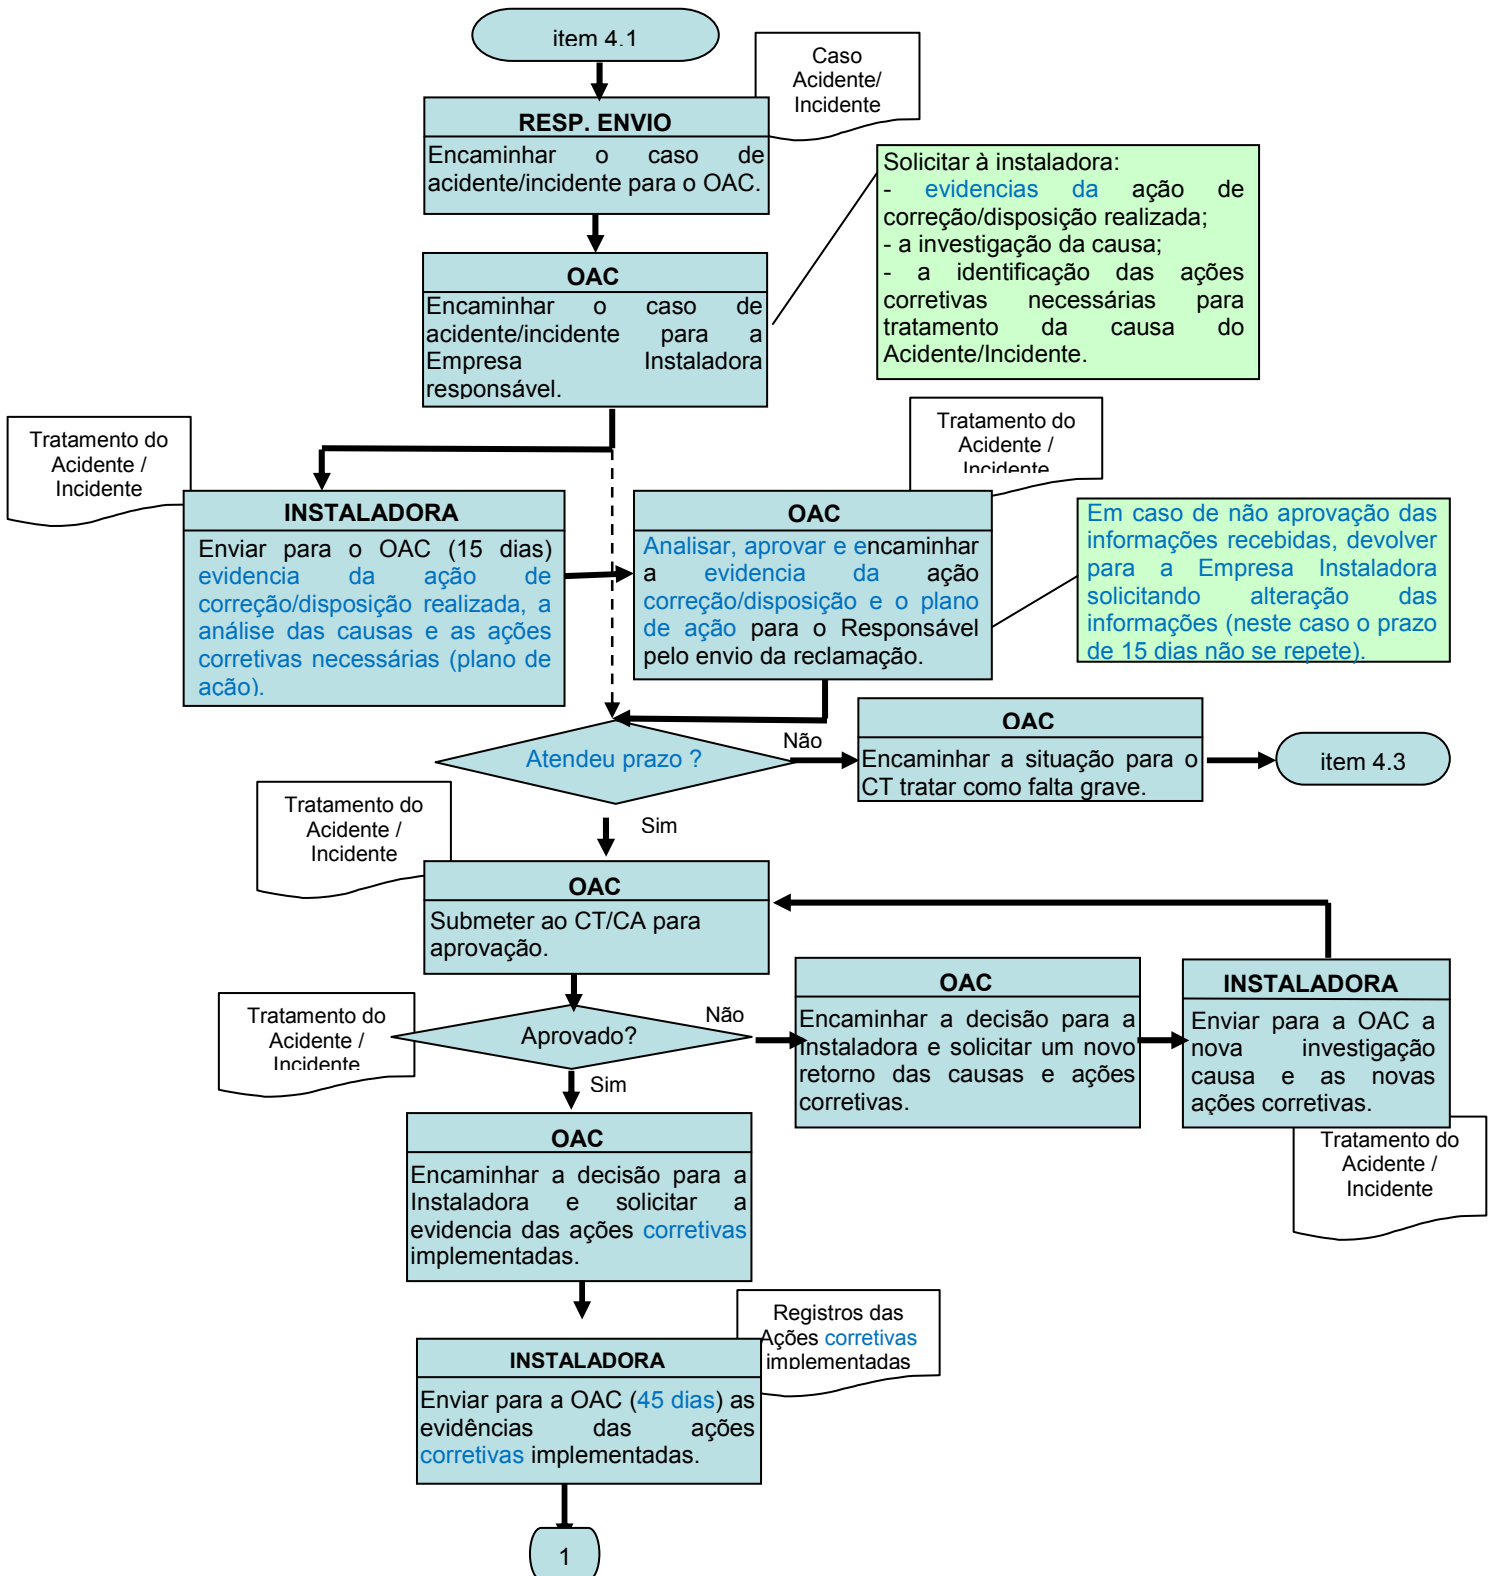 item 4.1
Caso
Acidente/
Incidente
RESP. ENVIO
Encaminhar o caso de
acidente/incidente para o OAC.
Solicitar à instaladora:
- evidencias da ação de
correção/disposição realizada;
- a investigação da causa;
- a identificação das ações
corretivas necessárias para
tratamento da causa do
Acidente/Incidente.
OAC
Encaminhar o caso de
acidente/incidente para a
Empresa Instaladora
responsável.
Tratamento do
Acidente /
Incidente
Tratamento do
Acidente /
Incidente
INSTALADORA
Enviar para o OAC (15 dias)
evidencia da ação de
correção/disposição realizada, a
análise das causas e as ações
corretivas necessárias (plano de
ação).
OAC
Analisar, aprovar e encaminhar
a evidencia da ação
correção/disposição e o plano
de ação para o Responsável
pelo envio da reclamação.
Em caso de não aprovação das
informações recebidas, devolver
para a Empresa Instaladora
solicitando alteração das
informações (neste caso o prazo
de 15 dias não se repete).
Atendeu prazo ?
Não
OAC
Encaminhar a situação para o
CT tratar como falta grave.
item 4.3
Sim
Tratamento do
Acidente /
Incidente
OAC
Submeter ao CT/CA para
aprovação.
Tratamento do
Acidente /
Incidente
Aprovado?
Não
OAC
Encaminhar a decisão para a
Instaladora e solicitar um novo
retorno das causas e ações
corretivas.
INSTALADORA
Enviar para a OAC a
nova investigação
causa e as novas
ações corretivas.
Tratamento do
Acidente /
Incidente
Sim
OAC
Encaminhar a decisão para a
Instaladora e solicitar a
evidencia das ações corretivas
implementadas.
Registros das
Ações corretivas
implementadas
INSTALADORA
Enviar para a OAC (45 dias) as
evidências das ações
corretivas implementadas.
1